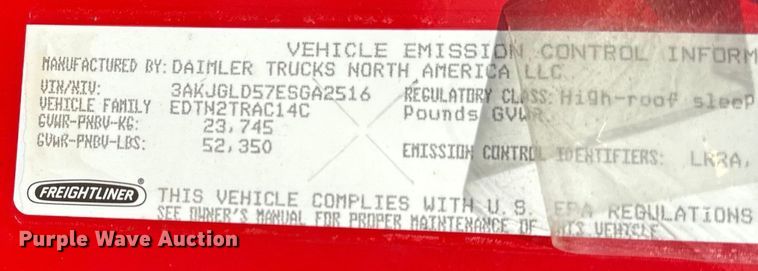 VEHICLE EMISSION CONTROL INFORM
MANUFACTURED BY: DAIMLER TRUCKS NORTH AMERICA LLC
VIN/NIV: 3AKJGLD57ESGA2516 REGULATORY CLASS: High-roof sleep
VEHICLE FAMILY EDTN2TRAC14C Pounds GVWR
GVWR-PNBV-KG: 23,745
GVWR-PNBV-LBS: 52,350 EMISSION CONTROL IDENTIFIERS: LRRA,
FREIGHTLINER
THIS VEHICLE COMPLIES WITH U.S. EPA REGULATIONS
SEE OWNER'S MANUAL FOR PROPER MAINTENANCE OF THIS VEHICLE
Purple Wave Auction